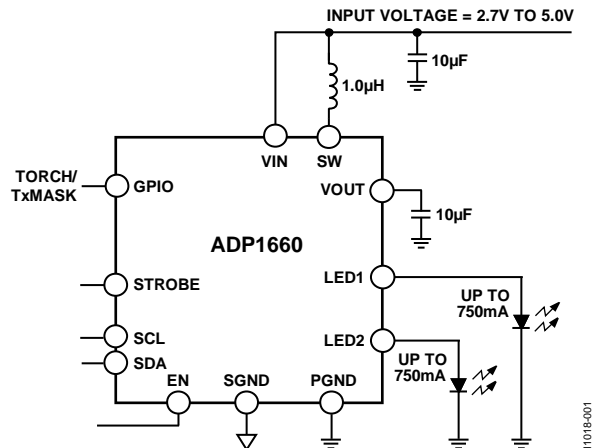 INPUT VOLTAGE = 2.7V TO 5.0V
10µF
1.0µH
VIN
SW
TORCH/
TxMASK
GPIO
VOUT
10µF
ADP1660
STROBE
LED1
UP TO
750mA
SCL
LED2
SDA
UP TO
750mA
EN
SGND
PGND
11018-001